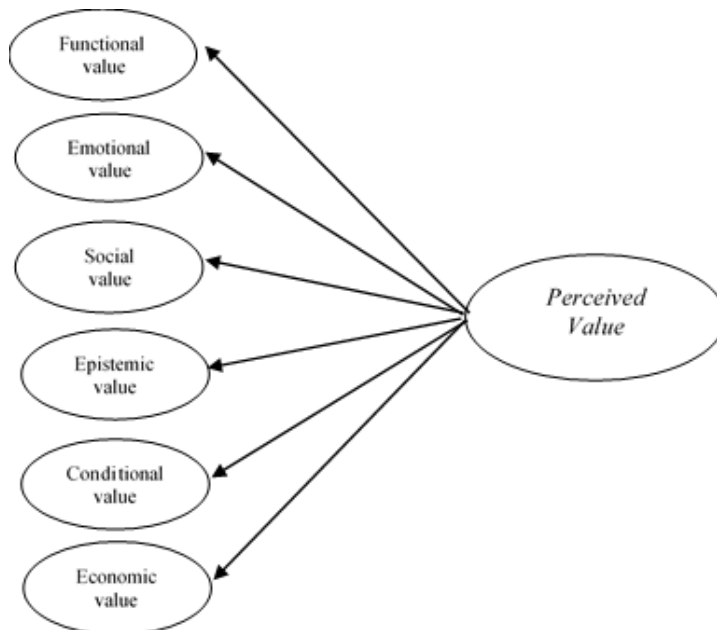 Functional
value
Emotional
value
Social
value
Epistemic
value
Conditional
value
Economic
value
Perceived
Value